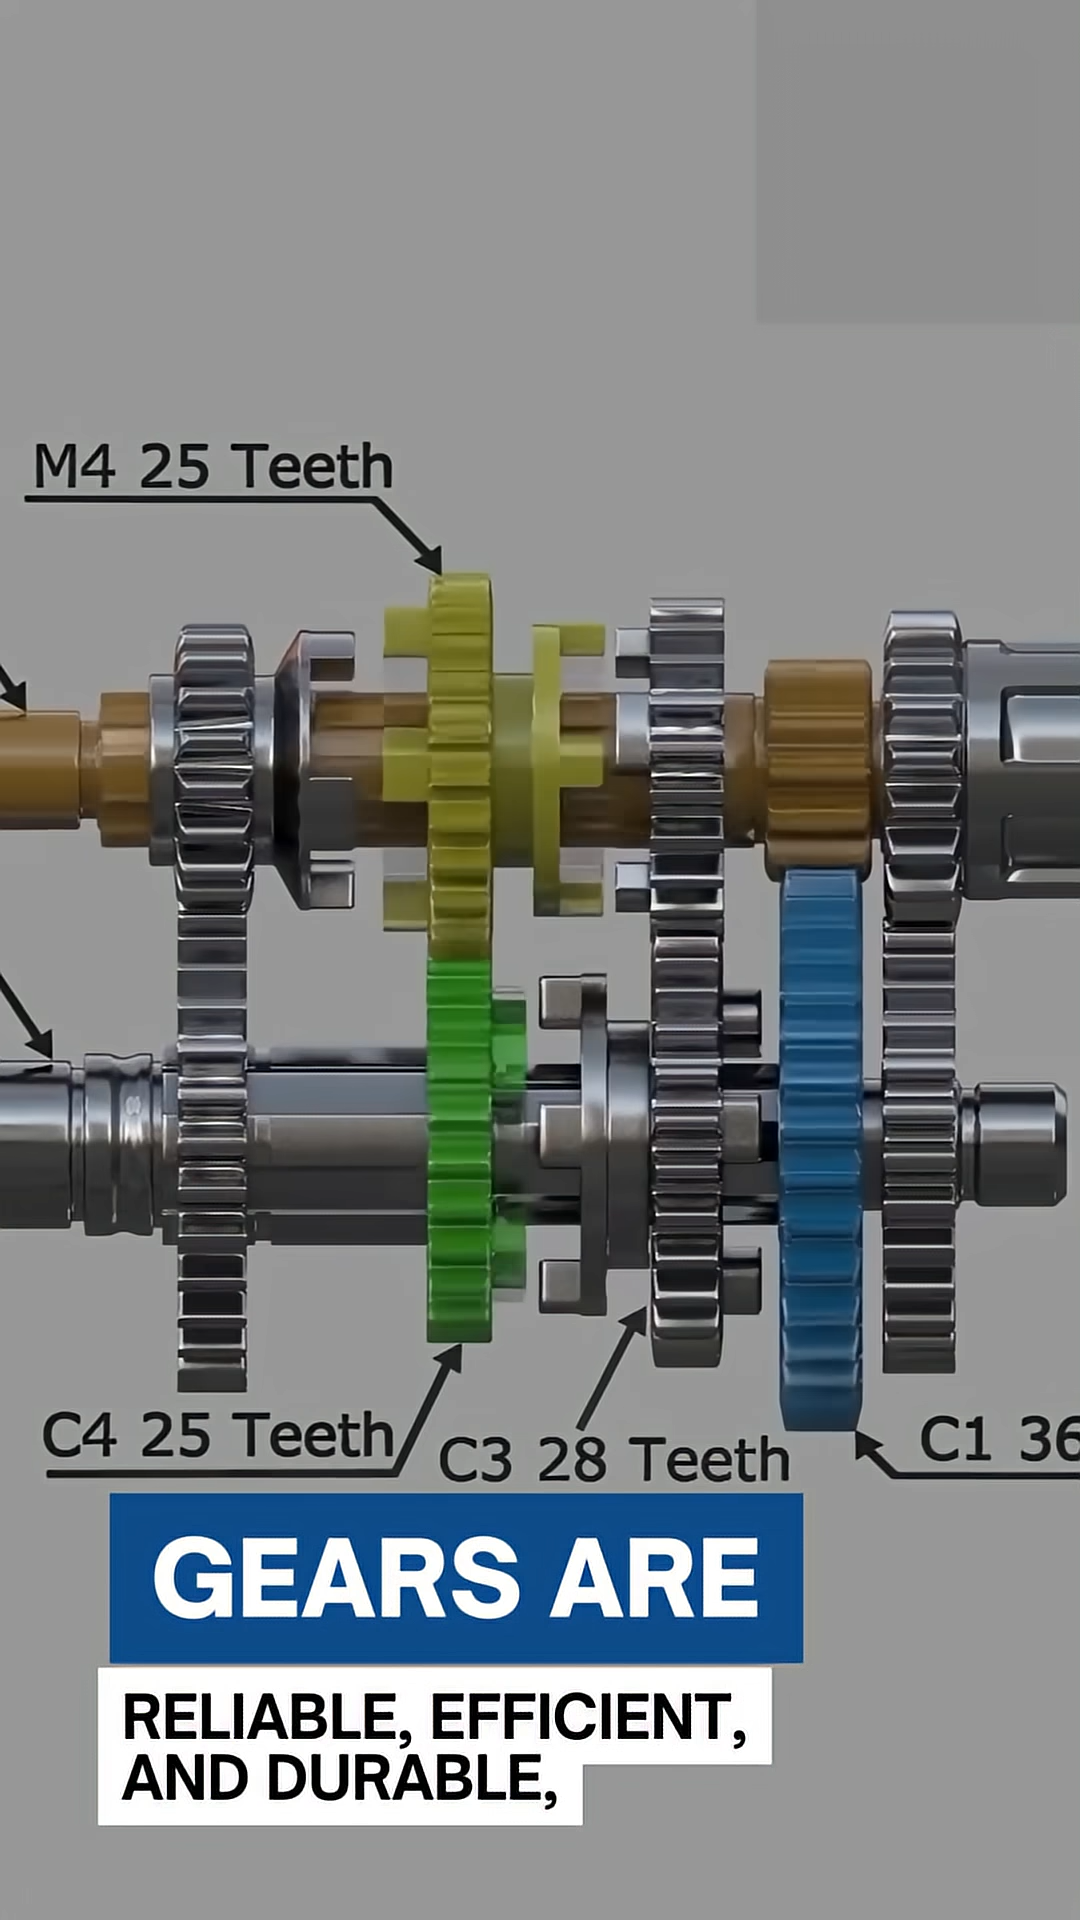 M4 25 Teeth
C4 25 Teeth
C3 28 Teeth
C1 36
GEARS ARE
RELIABLE, EFFICIENT,
AND DURABLE,